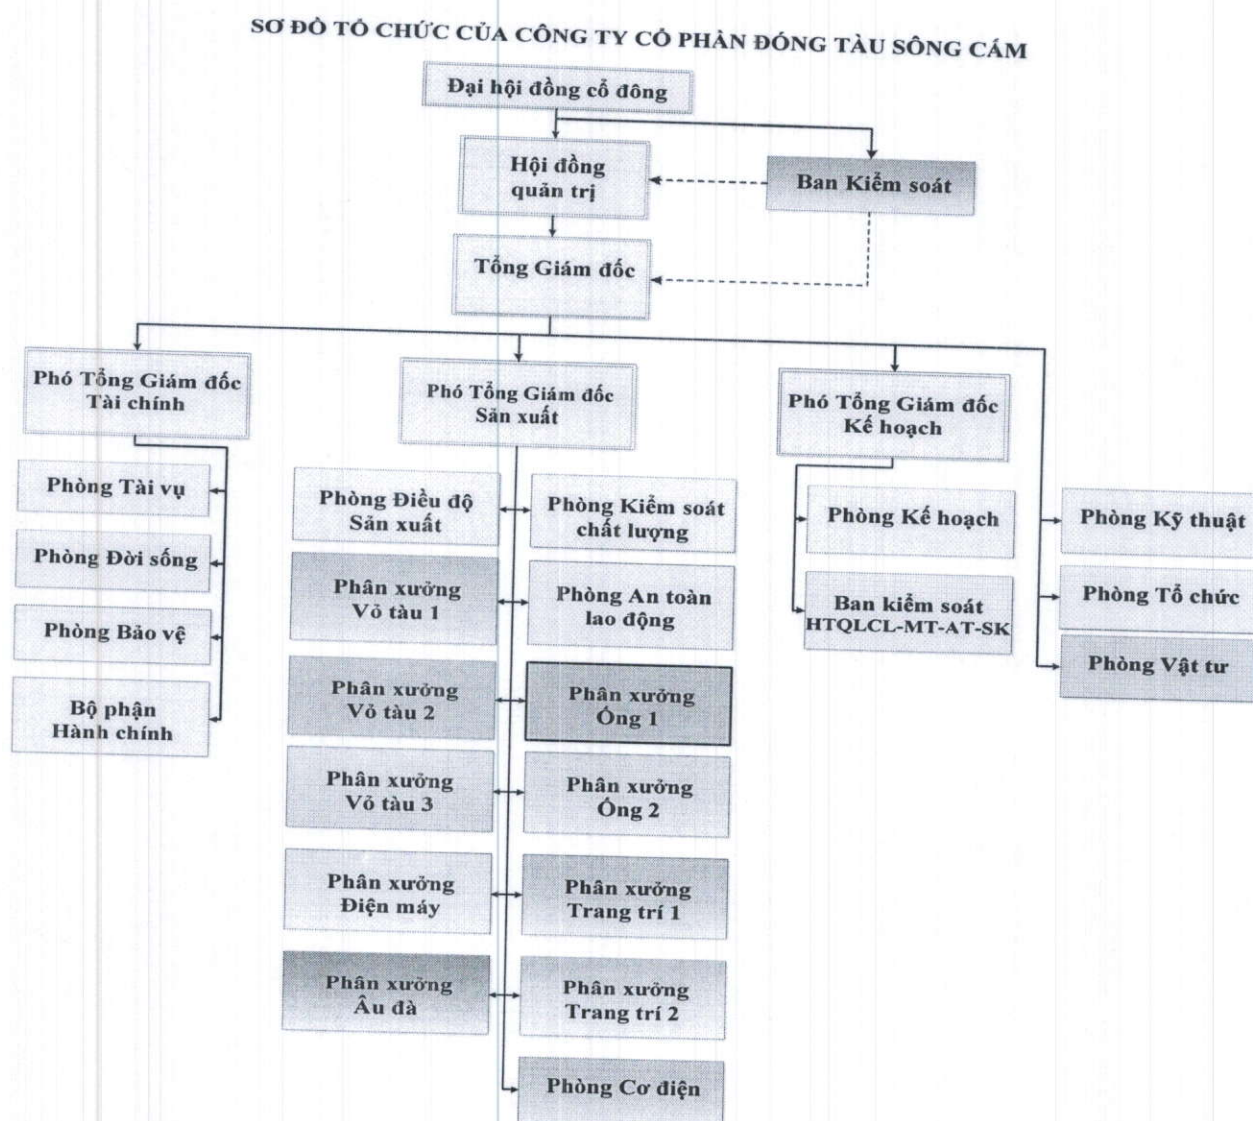 SƠ ĐỒ TỔ CHỨC CỦA CÔNG TY CỔ PHẦN ĐÓNG TÀU SÔNG CẤM
Đại hội đồng cổ đông
Hội đồng
quản trị
Ban Kiểm soát
Tổng Giám đốc
Phó Tổng Giám đốc
Tài chính
Phó Tổng Giám đốc
Sản xuất
Phó Tổng Giám đốc
Kế hoạch
Phòng Tài vụ
Phòng Đời sống
Phòng Bảo vệ
Bộ phận
Hành chính
Phòng Điều độ
Sản xuất
Phòng Kiểm soát
chất lượng
Phân xưởng
Vỏ tàu 1
Phòng An toàn
lao động
Phân xưởng
Vỏ tàu 2
Phân xưởng
Ống 1
Phân xưởng
Vỏ tàu 3
Phân xưởng
Ống 2
Phân xưởng
Điện máy
Phân xưởng
Trang trí 1
Phân xưởng
Âu đà
Phân xưởng
Trang trí 2
Phòng Cơ điện
Phòng Kế hoạch
Ban kiểm soát
HTQLCL-MT-AT-SK
Phòng Kỹ thuật
Phòng Tổ chức
Phòng Vật tư